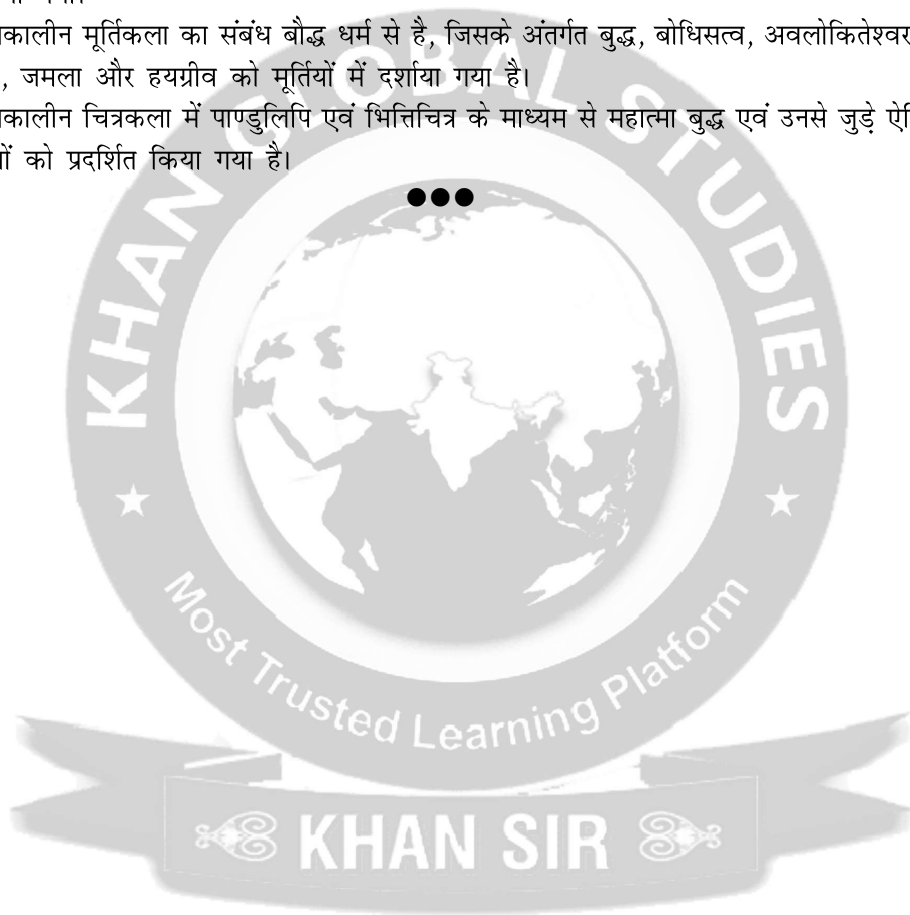 कालीन मूर्तिकला का संबंध बौद्ध धर्म से है, जिसके अंतर्गत बुद्ध, बोधिसत्व, अवलोकितेश्वर
, जमला और हयग्रीव को मूर्तियों में दर्शाया गया है।
कालीन चित्रकला में पाण्डुलिपि एवं भित्तिचित्र के माध्यम से महात्मा बुद्ध एवं उनसे जुड़े
को प्रदर्शित किया गया है।
●●●
KHAN GLOBAL STUDIES
Most Trusted Learning Platform
KHAN SIR